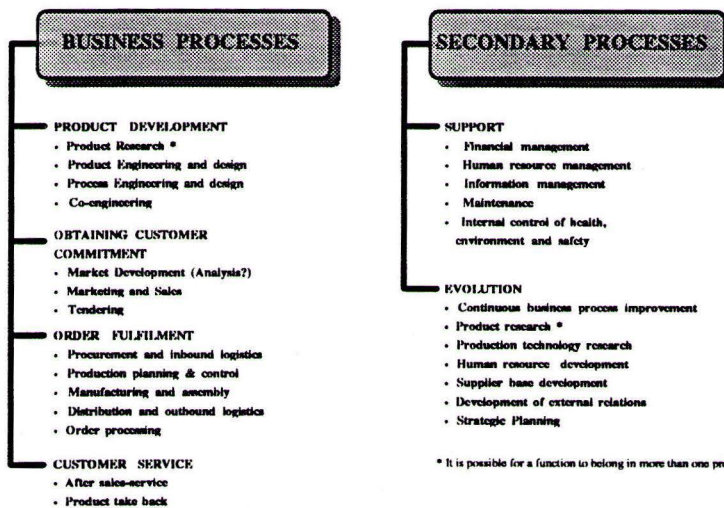 BUSINESS PROCESSES
PRODUCT DEVELOPMENT
• Product Research *
• Product Engineering and design
• Process Engineering and design
• Co-engineering
OBTAINING CUSTOMER
COMMITMENT
• Market Development (Analysis?)
• Marketing and Sales
• Tendering
ORDER FULFILMENT
• Procurement and inbound logistics
• Production planning & control
• Manufacturing and assembly
• Distribution and outbound logistics
• Order processing
CUSTOMER SERVICE
• After sales-service
• Product take back
SECONDARY PROCESSES
SUPPORT
• Financial management
• Human resource management
• Information management
• Maintenance
• Internal control of health,
environment and safety
EVOLUTION
• Continuous business process improvement
• Product research *
• Production technology research
• Human resource development
• Supplier base development
• Development of external relations
• Strategic Planning
* It is possible for a function to belong in more than one